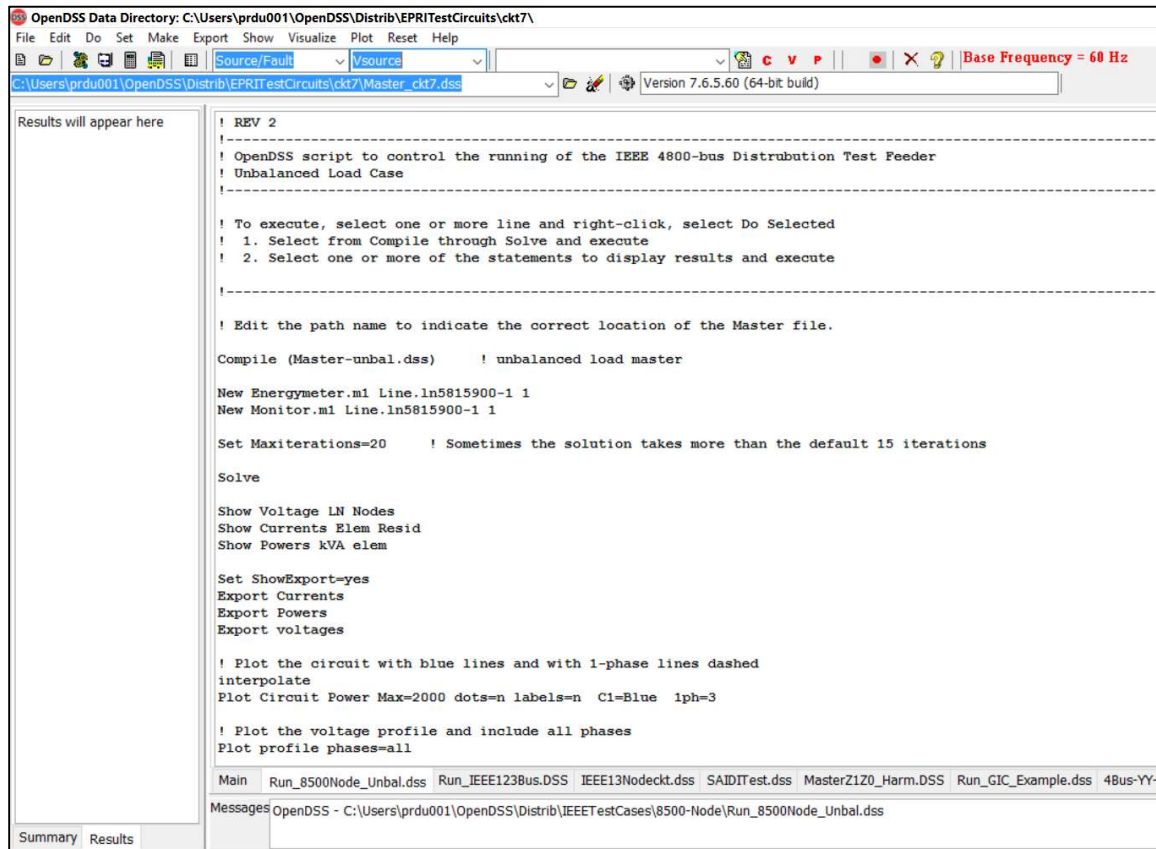 OpenDSS Data Directory: C:\Users\prdu001\OpenDSS\Distrib\EPRITestCircuits\ckt7\
File Edit Do Set Make Export Show Visualize Plot Reset Help
Source/Fault Vsource C V P Base Frequency = 60 Hz
C:\Users\prdu001\OpenDSS\Distrib\EPRITestCircuits\ckt7\Master_ckt7.dss Version 7.6.5.60 (64-bit build)
Results will appear here
! REV 2
!------------------------------------------------------------------------------
! OpenDSS script to control the running of the IEEE 4800-bus Distrubution Test Feeder
! Unbalanced Load Case
!------------------------------------------------------------------------------
! To execute, select one or more line and right-click, select Do Selected
! 1. Select from Compile through Solve and execute
! 2. Select one or more of the statements to display results and execute
!------------------------------------------------------------------------------
! Edit the path name to indicate the correct location of the Master file.
Compile (Master-unbal.dss) ! unbalanced load master
New Energymeter.m1 Line.ln5815900-1 1
New Monitor.m1 Line.ln5815900-1 1
Set Maxiterations=20 ! Sometimes the solution takes more than the default 15 iterations
Solve
Show Voltage LN Nodes
Show Currents Elem Resid
Show Powers kVA elem
Set ShowExport=yes
Export Currents
Export Powers
Export voltages
! Plot the circuit with blue lines and with 1-phase lines dashed
interpolate
Plot Circuit Power Max=2000 dots=n labels=n C1=Blue 1ph=3
! Plot the voltage profile and include all phases
Plot profile phases=all
Main Run_8500Node_Unbal.dss Run_IEEE123Bus.DSS IEEE13Nodeckt.dss SAIDITest.dss MasterZ1Z0_Harm.DSS Run_GIC_Example.dss 4Bus-YY-
Messages OpenDSS - C:\Users\prdu001\OpenDSS\Distrib\IEEETestCases\8500-Node\Run_8500Node_Unbal.dss
Summary Results